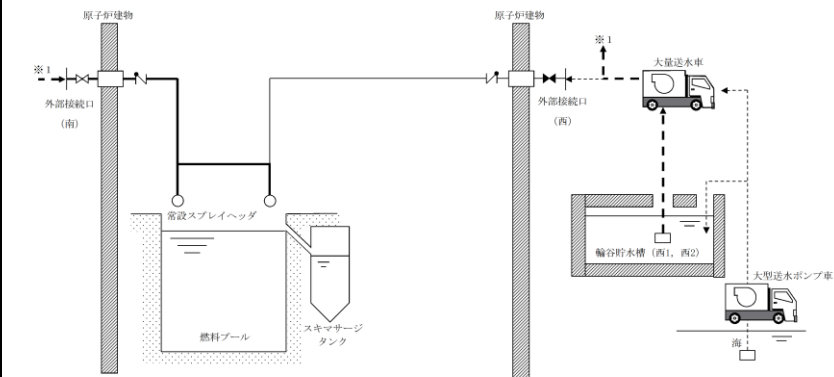 原子炉建物
原子炉建物
※1
大量送水車
※1
外部接続口
(南)
外部接続口
(西)
常設スプレイヘッダ
輪谷貯水槽(西1,西2)
大型送水ポンプ車
スキマサージ
タンク
燃料プール
海